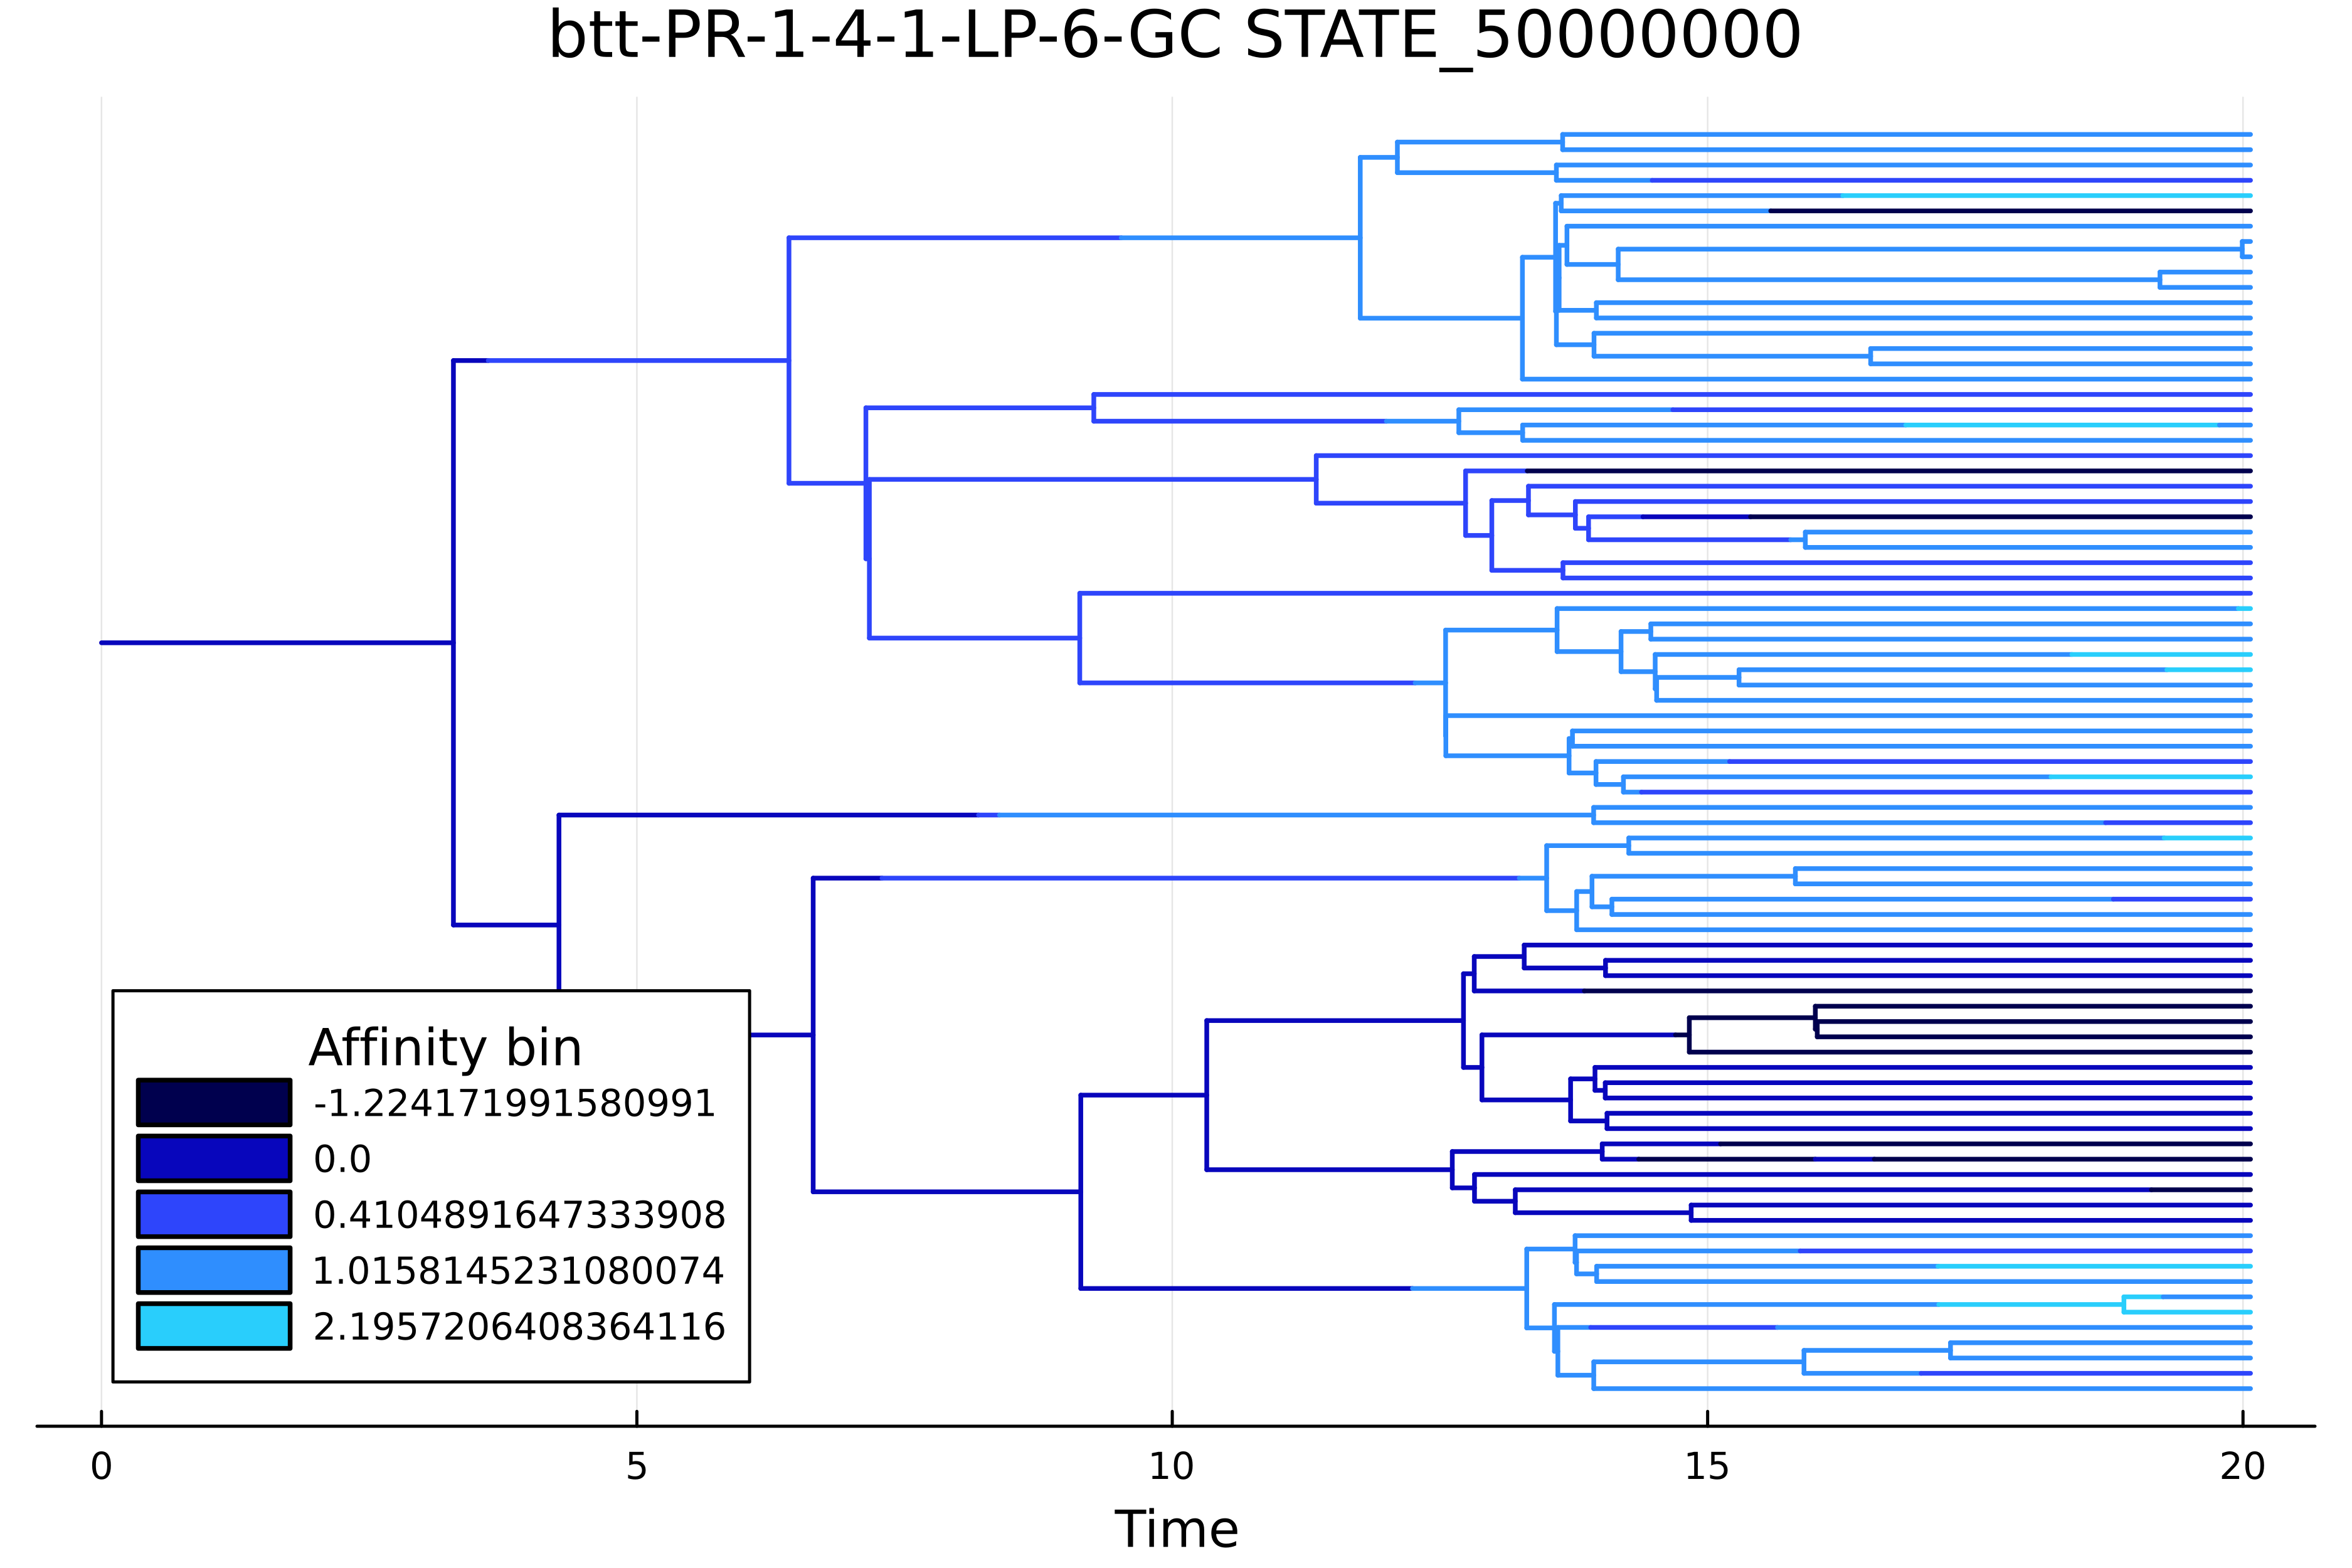 btt-PR-1-4-1-LP-6-GC STATE_50000000
Affinity bin
-1.224171991580991
0.0
0.4104891647333908
1.0158145231080074
2.1957206408364116
0 5 10 15 20
Time